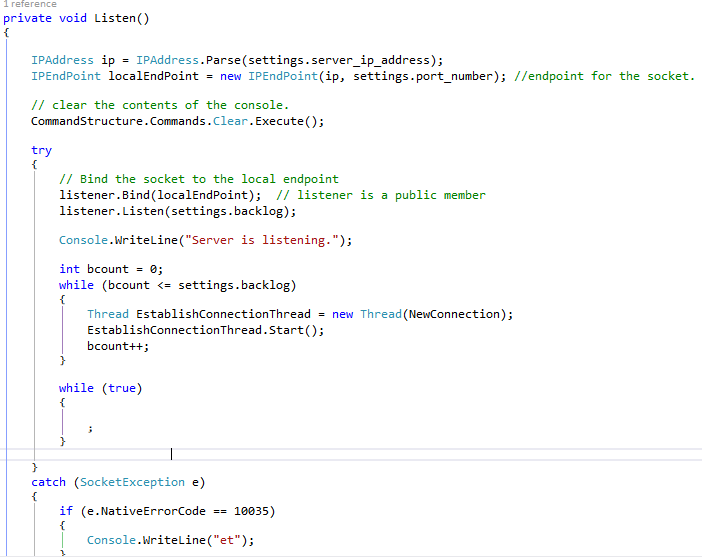 1 reference
private void Listen()
{
IPAddress ip = IPAddress.Parse(settings.server_ip_address);
IPEndPoint localEndPoint = new IPEndPoint(ip, settings.port_number); //endpoint for the socket.
// clear the contents of the console.
CommandStructure.Commands.Clear.Execute();
try
{
// Bind the socket to the local endpoint
listener.Bind(localEndPoint);  // listener is a public member
listener.Listen(settings.backlog);
Console.WriteLine("Server is listening.");
int bcount = 0;
while (bcount <= settings.backlog)
{
Thread EstablishConnectionThread = new Thread(NewConnection);
EstablishConnectionThread.Start();
bcount++;
}
while (true)
{
;
}
}
catch (SocketException e)
{
if (e.NativeErrorCode == 10035)
{
Console.WriteLine("et");
}